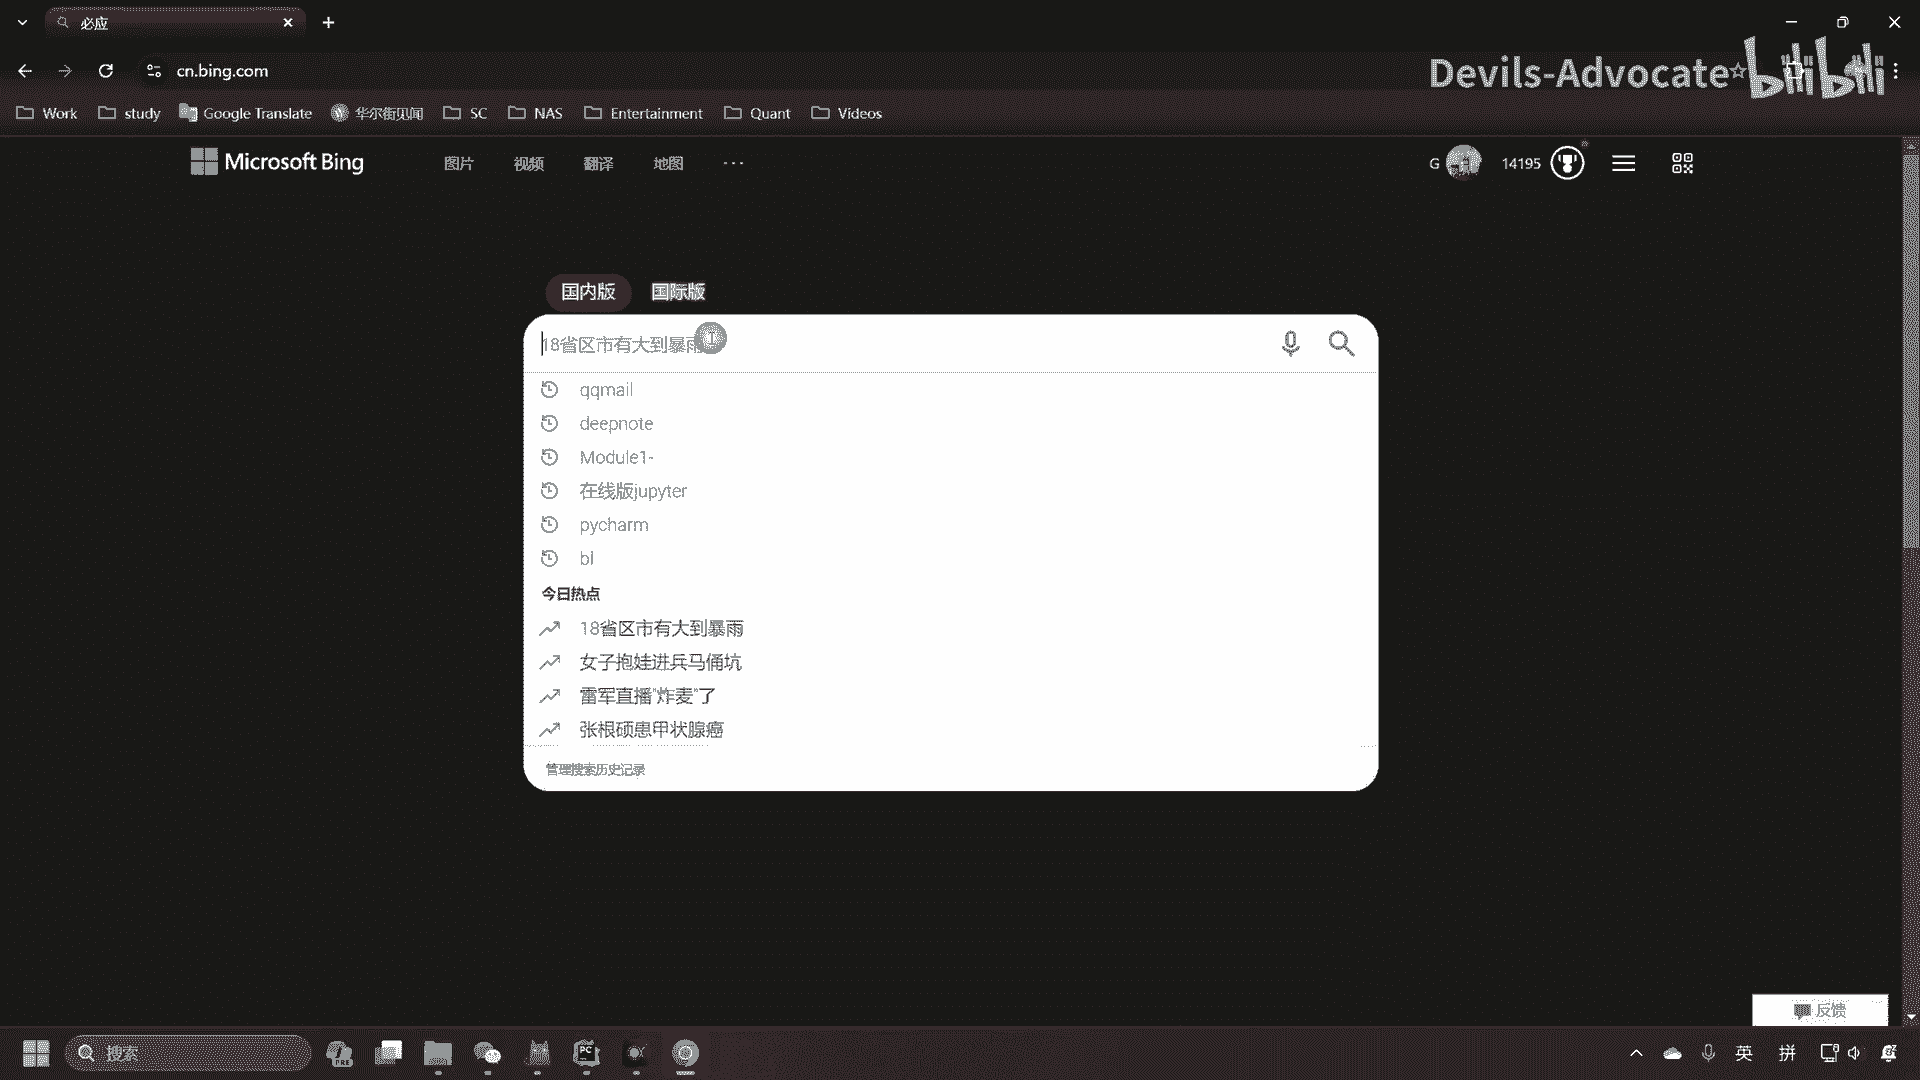 必应
cn.bing.com
Devils-Advocate
bilibili
Work
study
Google Translate
华尔街见闻
SC
NAS
Entertainment
Quant
Videos
Microsoft Bing
图片
视频
翻译
地图
G
14195
国内版
国际版
18省区市有大到暴雨
qqmail
deepnote
Module1-
在线版jupyter
pycharm
bl
今日热点
18省区市有大到暴雨
女子抱娃进兵马俑坑
雷军直播"炸麦"了
张根硕患甲状腺癌
管理搜索历史记录
反馈
搜索
PRE
PC
英
拼